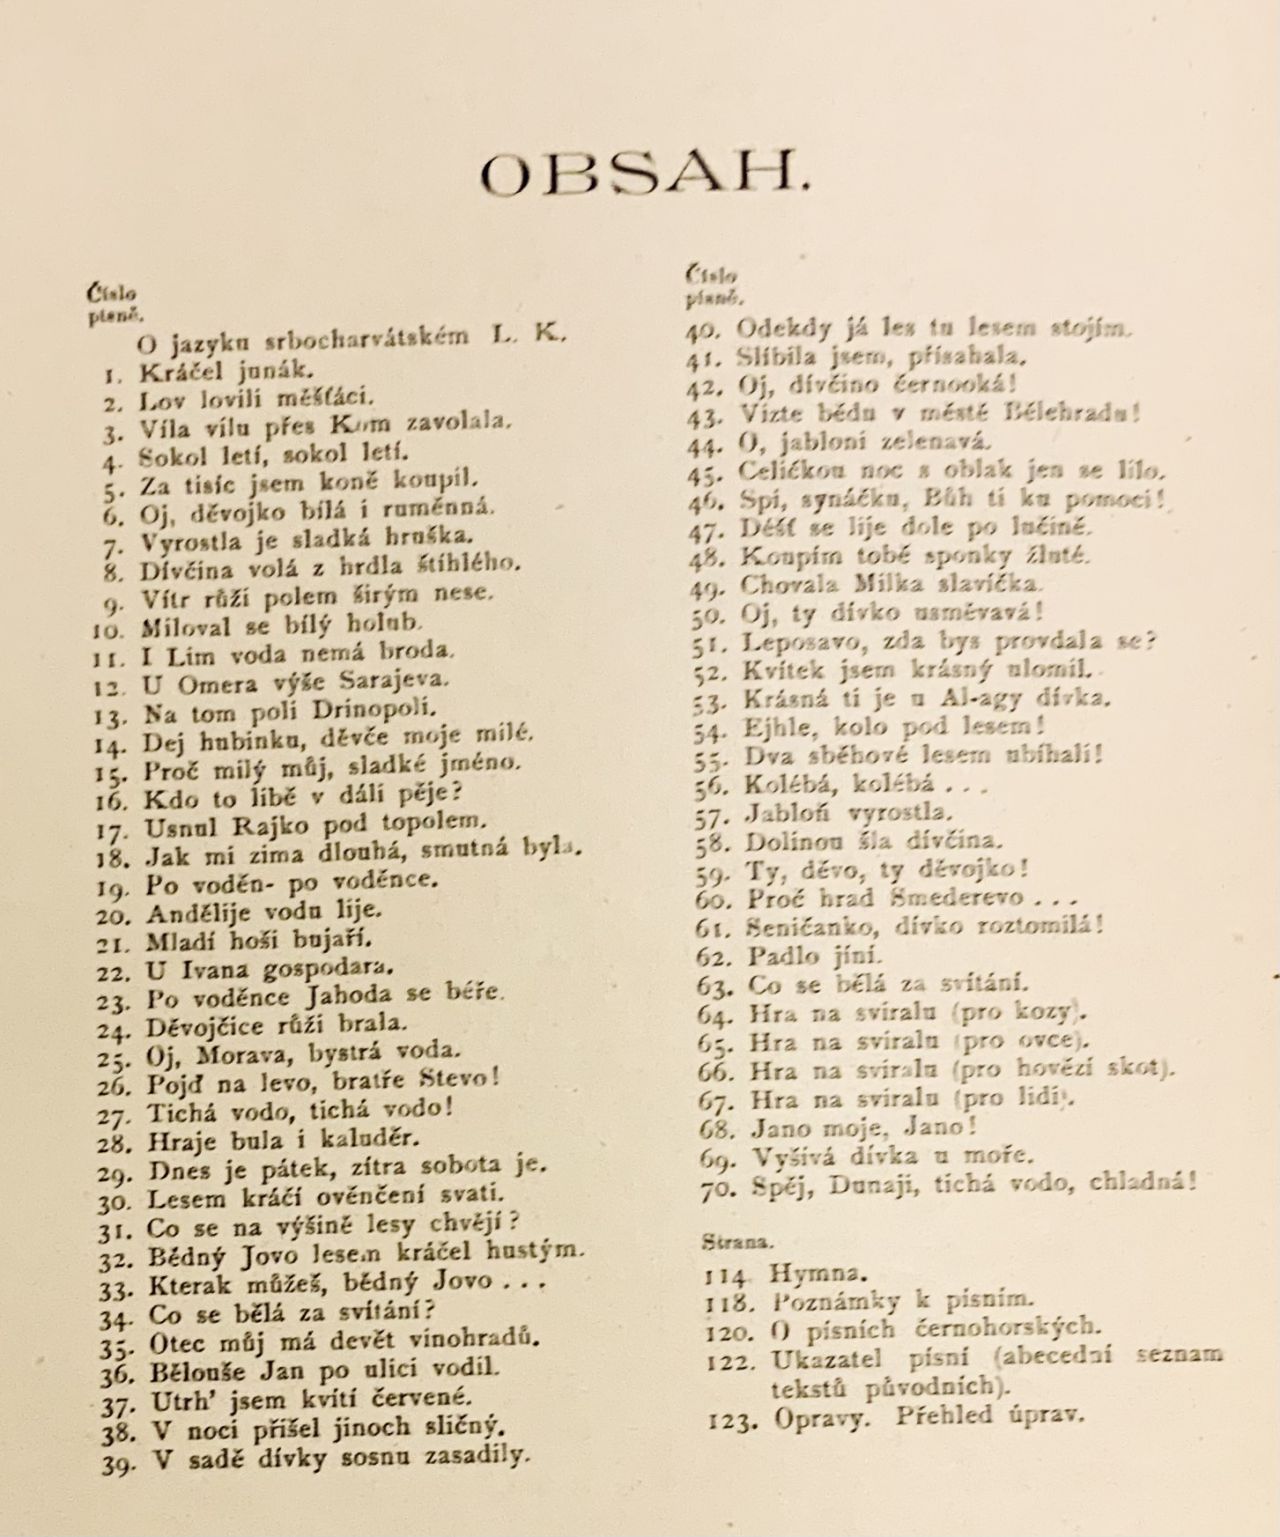 OBSAH.
Číslo
písně.
O jazyku srbocharvátském L. K.
1. Kráčel junák.
2. Lov lovili měšťáci.
3. Víla vílu přes Kom zavolala.
4. Sokol letí, sokol letí.
5. Za tisíc jsem koně koupil.
6. Oj, děvojko bílá i ruměnná.
7. Vyrostla je sladká hruška.
8. Dívčina volá z hrdla štíhlého.
9. Vítr růži polem širým nese.
10. Miloval se bílý holub.
11. I Lim voda nemá broda.
12. U Omera výše Sarajeva.
13. Na tom poli Drinopoli.
14. Dej hubinku, děvče moje milé.
15. Proč milý můj, sladké jméno.
16. Kdo to libě v dáli pěje?
17. Usnul Rajko pod topolem.
18. Jak mi zima dlouhá, smutná byla.
19. Po voděn- po voděnce.
20. Andělije vodu lije.
21. Mladí hoši bujaří.
22. U Ivana gospodara.
23. Po voděnce Jahoda se béře.
24. Děvojčice růži brala.
25. Oj, Morava, bystrá voda.
26. Pojď na levo, bratře Stevo!
27. Tichá vodo, tichá vodo!
28. Hraje bula i kaluděr.
29. Dnes je pátek, zítra sobota je.
30. Lesem kráčí ověnčení svati.
31. Co se na výšině lesy chvějí?
32. Bědný Jovo lesem kráčel hustým.
33. Kterak můžeš, bědný Jovo . . .
34. Co se bělá za svítání?
35. Otec můj má devět vinohradů.
36. Bělouše Jan po ulici vodil.
37. Utrh' jsem kvítí červené.
38. V noci přišel jinoch sličný.
39. V sadě dívky sosnu zasadily.
Číslo
písně.
40. Odekdy já les tu lesem stojím.
41. Slíbila jsem, přísahala.
42. Oj, dívčino černooká!
43. Vizte bědu v městě Bělehradu!
44. O, jabloni zelenavá.
45. Celičkou noc s oblak jen se lilo.
46. Spi, synáčku, Bůh ti ku pomoci!
47. Déšť se lije dole po lučině.
48. Koupím tobě sponky žluté.
49. Chovala Milka slavíčka.
50. Oj, ty dívko usměvavá!
51. Leposavo, zda bys provdala se?
52. Kvítek jsem krásný ulomil.
53. Krásná ti je u Al-agy dívka.
54. Ejhle, kolo pod lesem!
55. Dva sběhové lesem ubíhali!
56. Kolébá, kolébá . . .
57. Jabloň vyrostla.
58. Dolinou šla dívčina.
59. Ty, děvo, ty děvojko!
60. Proč hrad Smederevo . . .
61. Seničanko, dívko roztomilá!
62. Padlo jíní.
63. Co se bělá za svítání.
64. Hra na sviralu (pro kozy).
65. Hra na sviralu (pro ovce).
66. Hra na sviralu (pro hovězí skot).
67. Hra na sviralu (pro lidi).
68. Jano moje, Jano!
69. Vyšívá dívka u moře.
70. Spěj, Dunaji, tichá vodo, chladná!
Strana.
114. Hymna.
118. Poznámky k písním.
120. O písních černohorských.
122. Ukazatel písní (abecední seznam
tekstů původních).
123. Opravy. Přehled úprav.